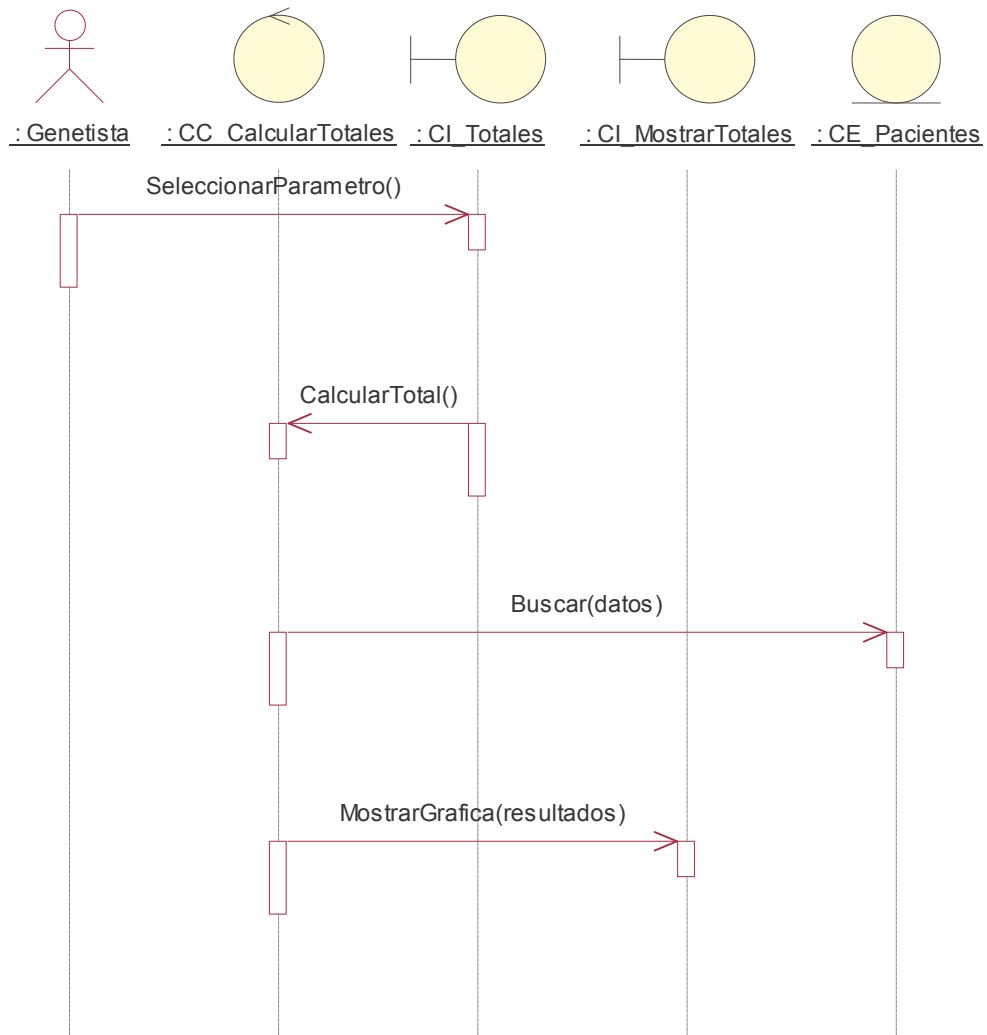 : Genetista
: CC_CalcularTotales
: CI_Totales
: CI_MostrarTotales
: CE_Pacientes
SeleccionarParametro()
CalcularTotal()
Buscar(datos)
MostrarGrafica(resultados)